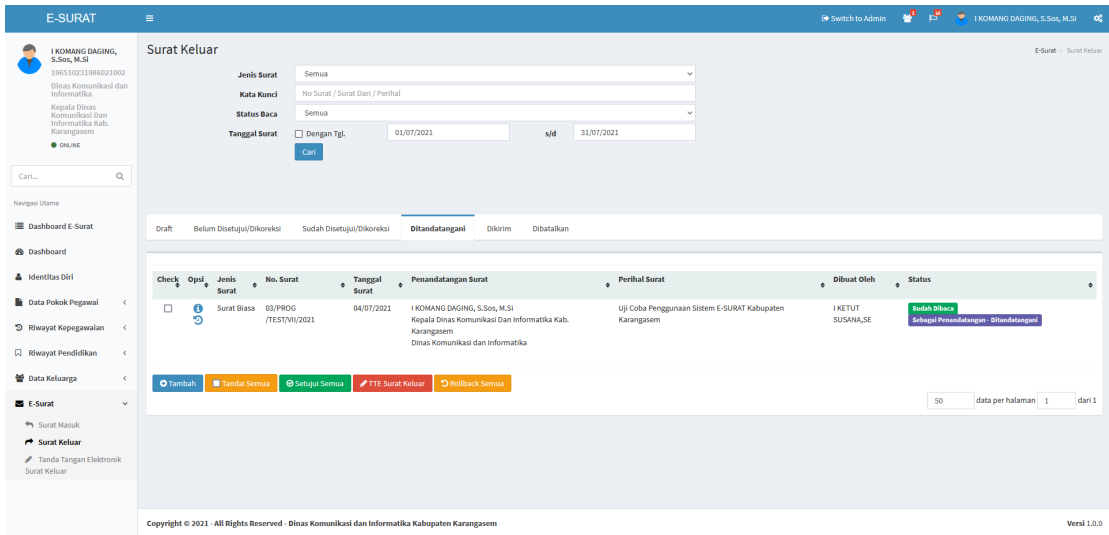 E-SURAT
Switch to Admin
I KOMANG DAGING, S.Sos, M.Si
I KOMANG DAGING,
S.Sos, M.Si
196510231986021002
Dinas Komunikasi dan
Informatika
Kepala Dinas
Komunikasi Dan
Informatika Kab.
Karangasem
ONLINE
Cari...
Navigasi Utama
Dashboard E-Surat
Dashboard
Identitas Diri
Data Pokok Pegawai
Riwayat Kepegawaian
Riwayat Pendidikan
Data Keluarga
E-Surat
Surat Masuk
Surat Keluar
Tanda Tangan Elektronik
Surat Keluar
Surat Keluar
E-Surat > Surat Keluar
Jenis Surat Semua
Kata Kunci No Surat / Surat Dari / Perihal
Status Baca Semua
Tanggal Surat Dengan Tgl. 01/07/2021 s/d 31/07/2021
Cari
Draft Belum Disetujui/Dikoreksi Sudah Disetujui/Dikoreksi Ditandatangani Dikirim Dibatalkan
Check Opsi Jenis Surat No. Surat Tanggal Surat Penandatangan Surat Perihal Surat Dibuat Oleh Status
Surat Biasa
03/PROG
/TEST/VII/2021
04/07/2021
I KOMANG DAGING, S.Sos, M.Si
Kepala Dinas Komunikasi Dan Informatika Kab.
Karangasem
Dinas Komunikasi dan Informatika
Uji Coba Penggunaan Sistem E-SURAT Kabupaten
Karangasem
I KETUT
SUSANA,SE
Sudah Dibaca
Sebagai Penandatangan - Ditandatangani
Tambah Tandai Semua Setujui Semua TTE Surat Keluar Rollback Semua
50 data per halaman 1 dari 1
Copyright © 2021 - All Rights Reserved - Dinas Komunikasi dan Informatika Kabupaten Karangasem
Versi 1.0.0